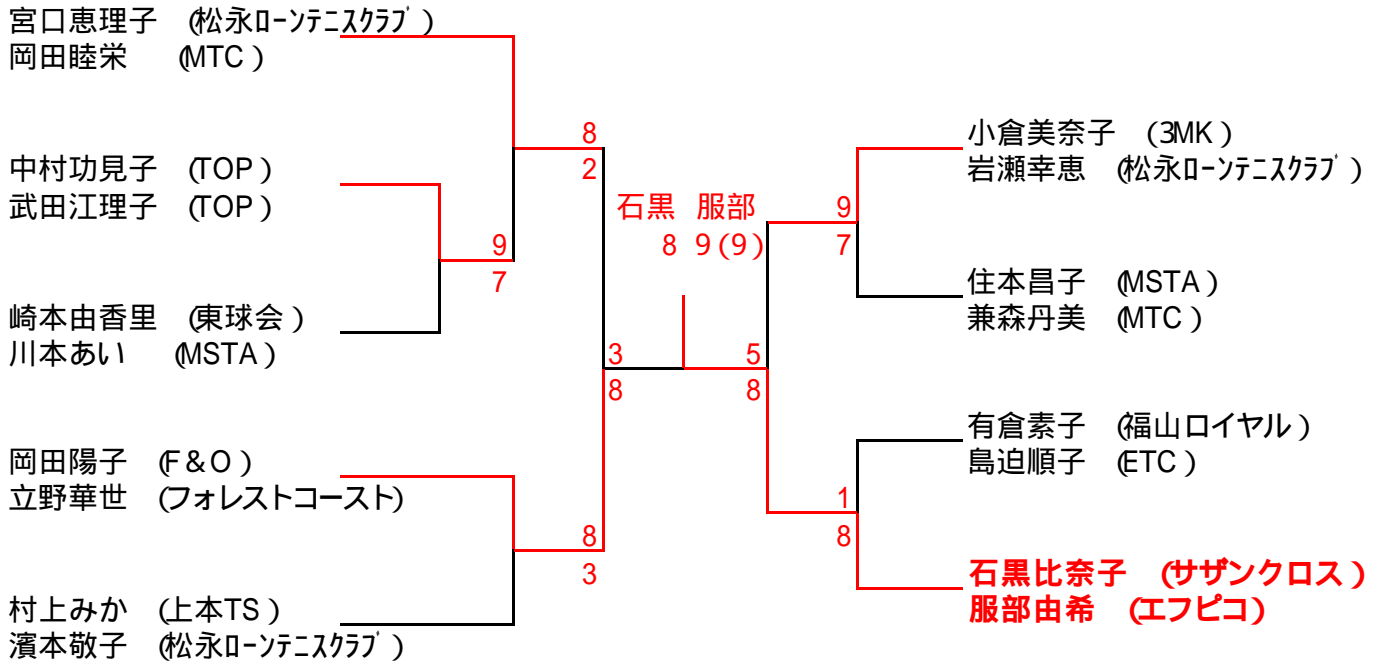 宮口恵理子 (松永ローンテニスクラブ)
岡田睦栄 (MTC)
中村功見子 (TOP)
武田江理子 (TOP)
崎本由香里 (東球会)
川本あい (MSTA)
岡田陽子 (F&O)
立野華世 (フォレストコースト)
村上みか (上本TS)
濱本敬子 (松永ローンテニスクラブ)
8
2
9
7
8
3
3
8
石黒 服部
8 9(9)
5
8
9
7
1
8
小倉美奈子 (3MK)
岩瀬幸恵 (松永ローンテニスクラブ)
住本昌子 (MSTA)
兼森丹美 (MTC)
有倉素子 (福山ロイヤル)
島迫順子 (ETC)
石黒比奈子 (サザンクロス)
服部由希 (エフピコ)